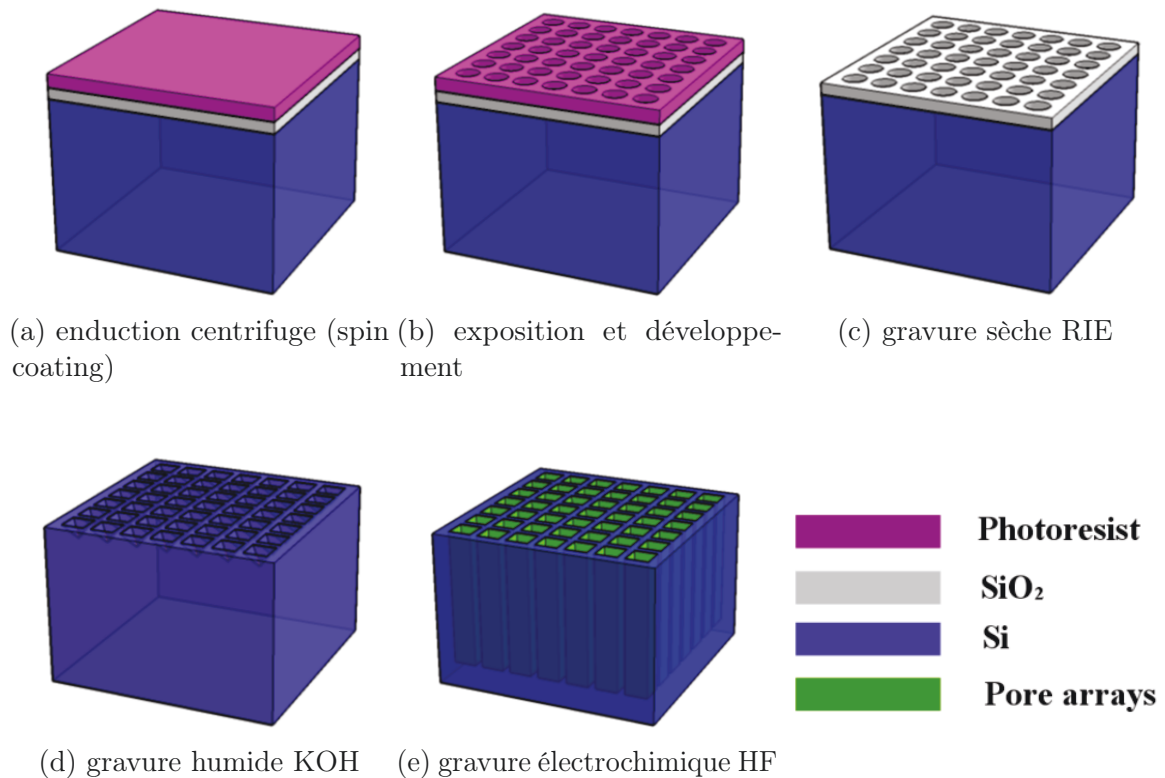 (a) enduction centrifuge (spin
coating)
(b) exposition et développe-
ment
(c) gravure sèche RIE
(d) gravure humide KOH
(e) gravure électrochimique HF
Photoresist
SiO₂
Si
Pore arrays